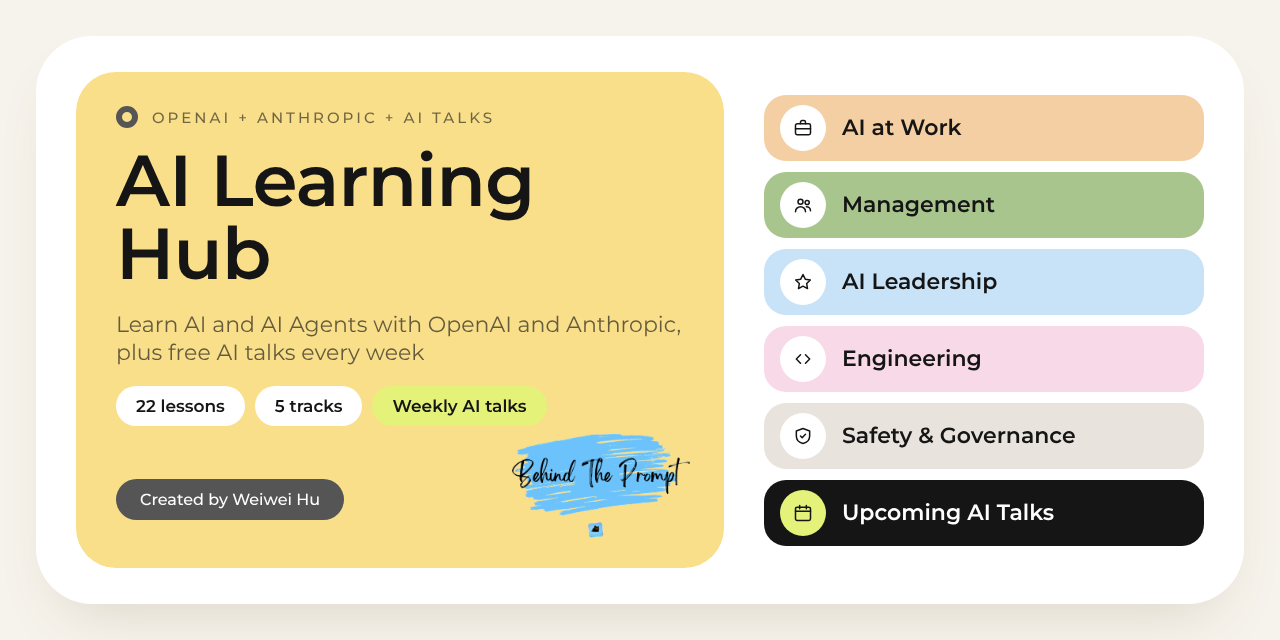 OPENAI + ANTHROPIC + AI TALKS
AI Learning
Hub
Learn AI and AI Agents with OpenAI and Anthropic,
plus free AI talks every week
22 lessons
5 tracks
Weekly AI talks
Behind The Prompt
Created by Weiwei Hu
AI at Work
Management
AI Leadership
Engineering
Safety & Governance
Upcoming AI Talks